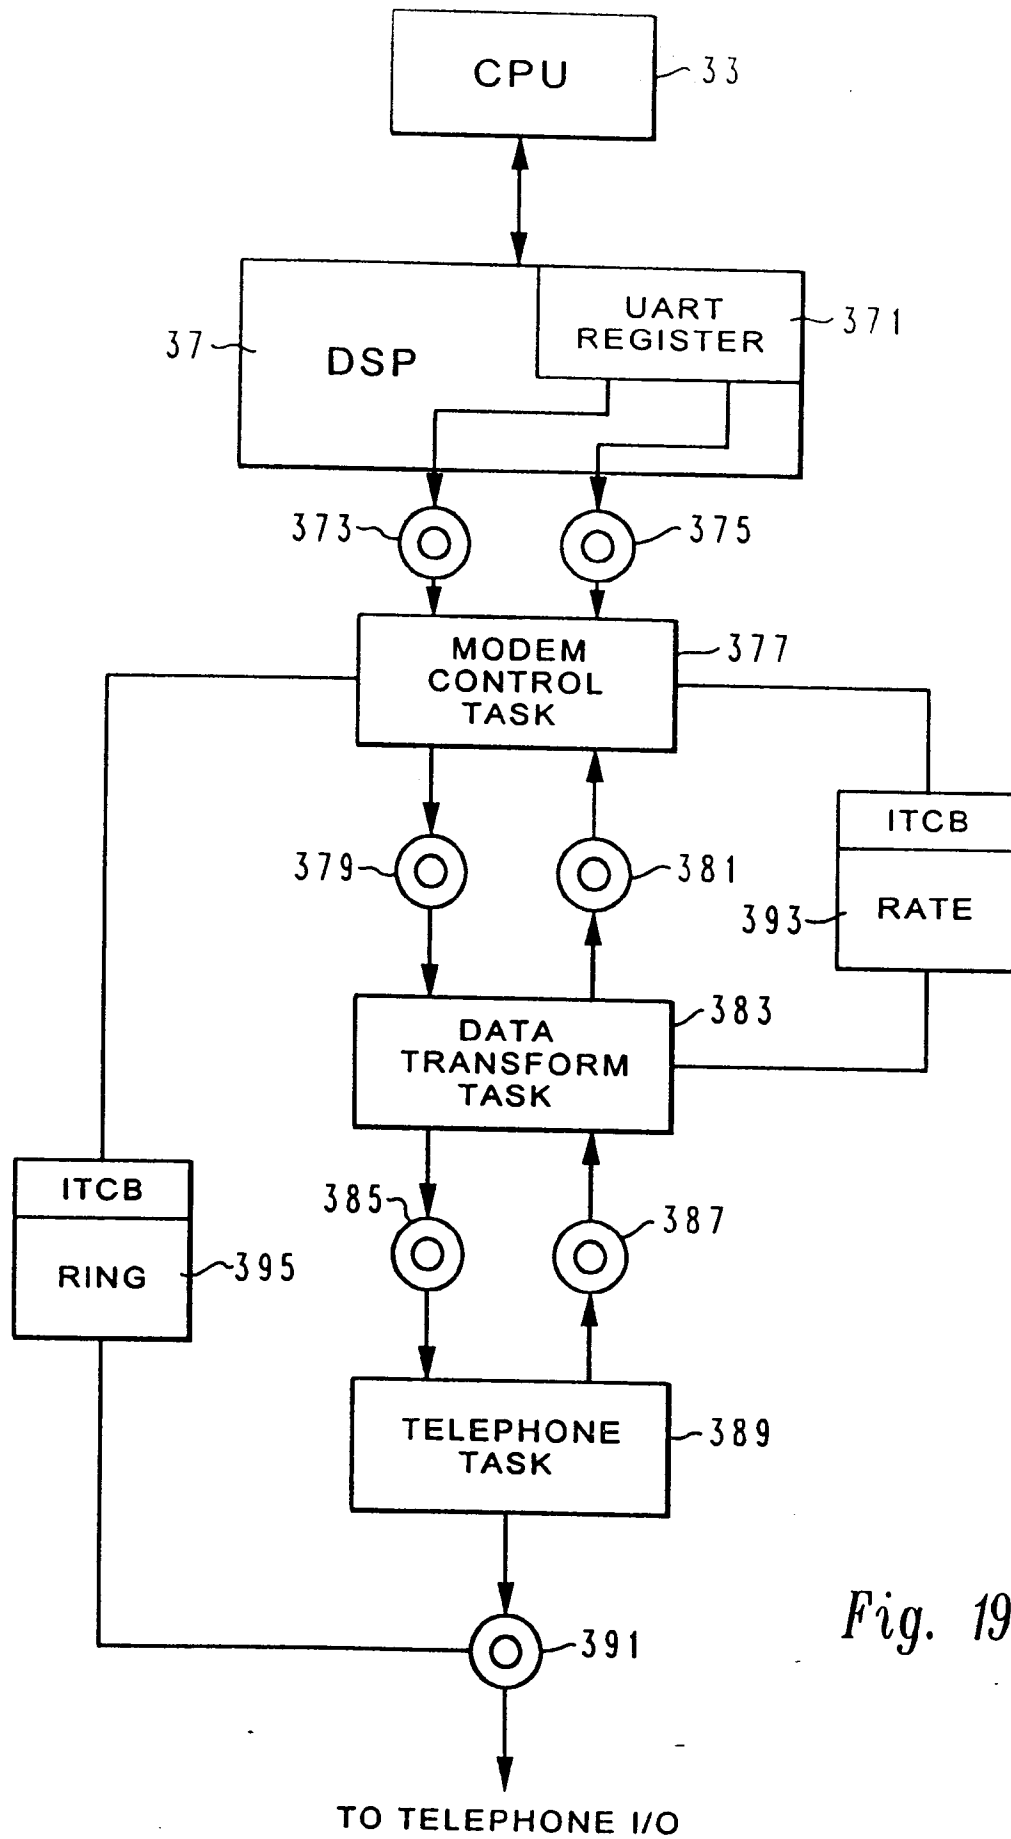 CPU
33
UART
REGISTER
371
37
DSP
373
375
MODEM
CONTROL
TASK
377
ITCB
RATE
393
379
381
DATA
TRANSFORM
TASK
383
ITCB
RING
395
385
387
TELEPHONE
TASK
389
391
Fig. 19
TO TELEPHONE I/O